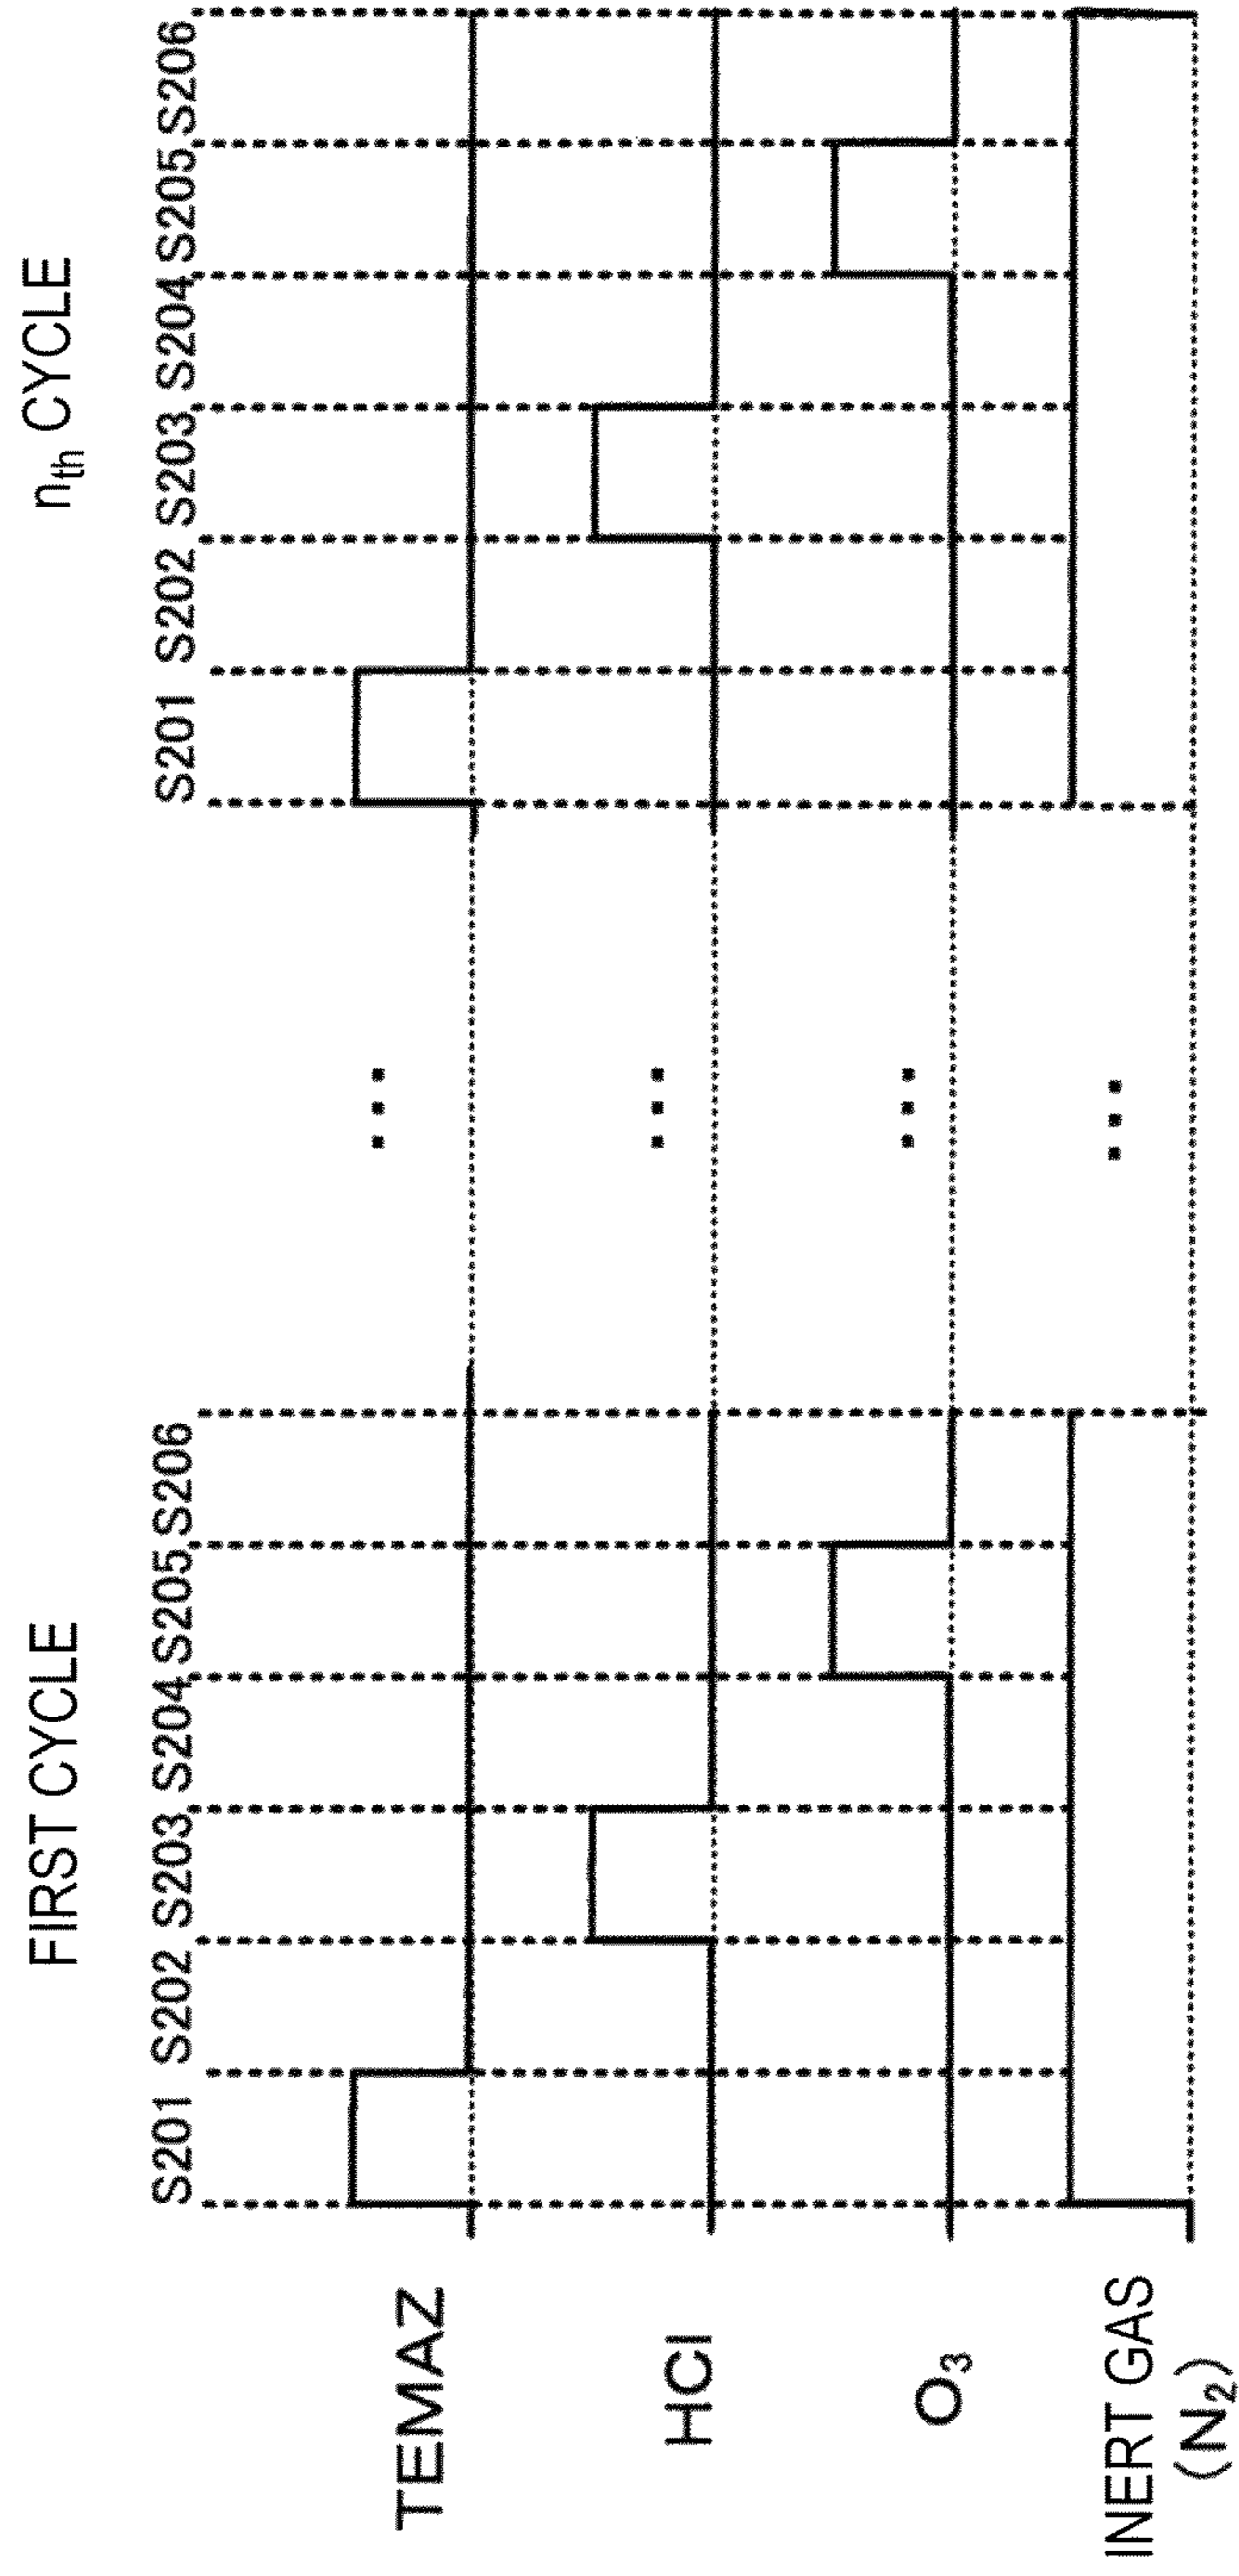 FIRST CYCLE
nth CYCLE
S201 S202 S203 S204 S205 S206
S201 S202 S203 S204 S205 S206
TEMAZ
...
HCl
...
O3
...
INERT GAS
(N2)
...